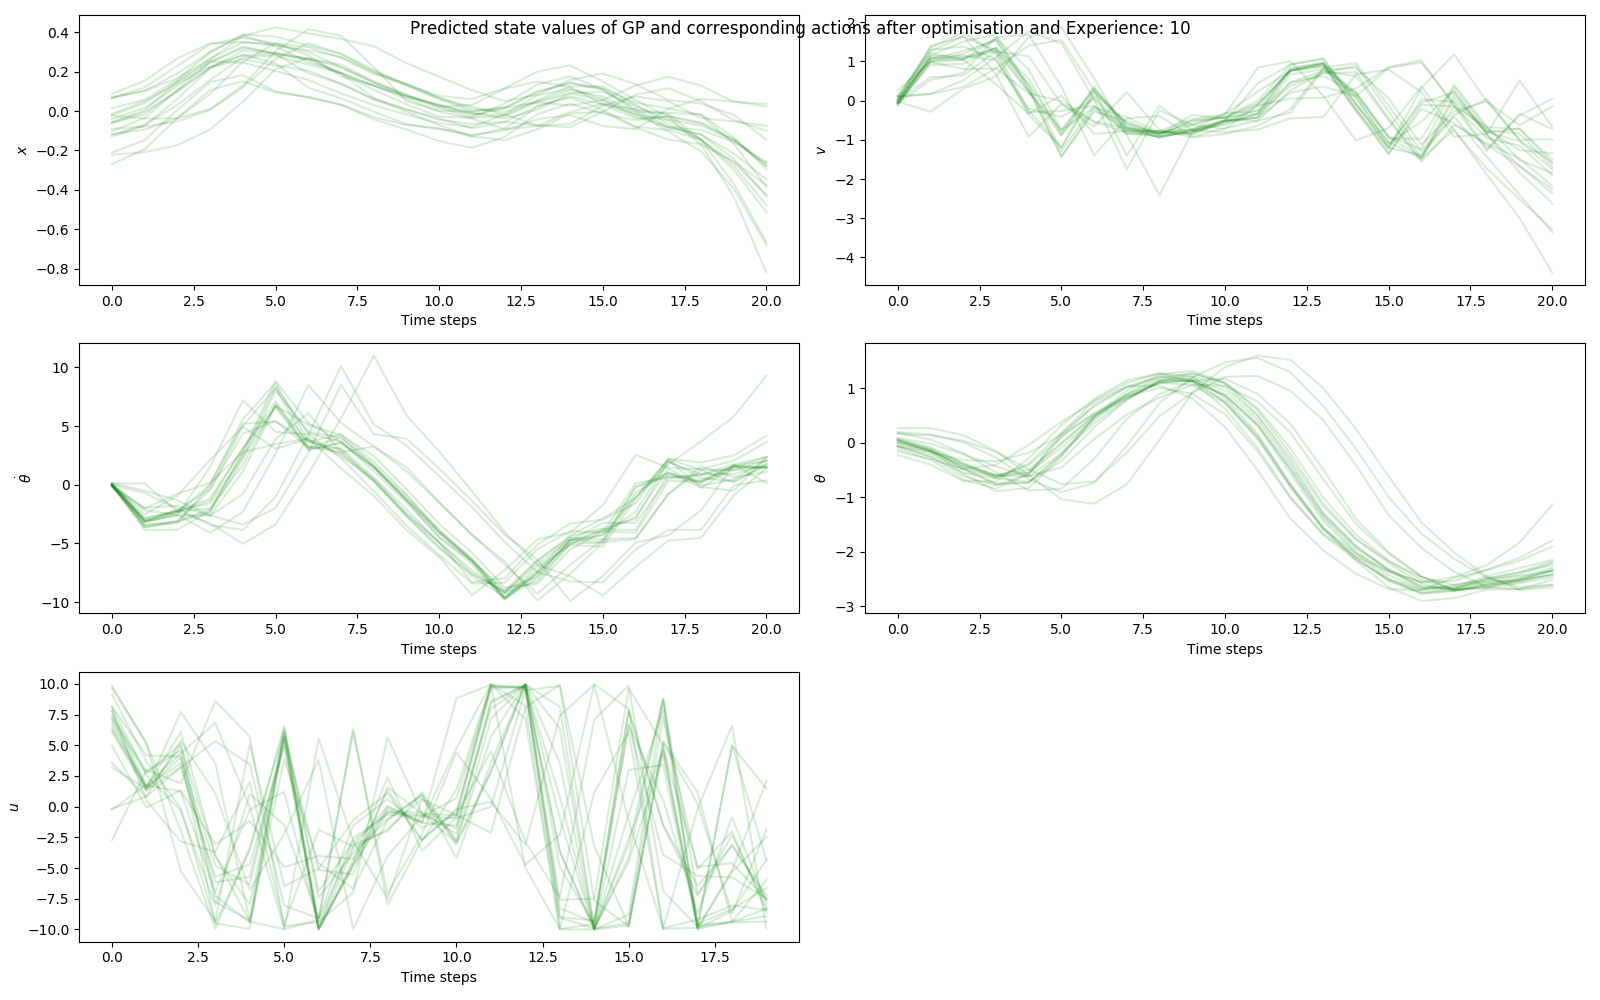 Predicted state values of GP and corresponding actions after optimisation and Experience: 10
0.4
0.2
0.0
−0.2
−0.4
−0.6
−0.8
x
0.0 2.5 5.0 7.5 10.0 12.5 15.0 17.5 20.0
Time steps
2
1
0
−1
−2
−3
−4
v
0.0 2.5 5.0 7.5 10.0 12.5 15.0 17.5 20.0
Time steps
10
5
0
−5
−10
θ̇
0.0 2.5 5.0 7.5 10.0 12.5 15.0 17.5 20.0
Time steps
1
0
−1
−2
−3
θ
0.0 2.5 5.0 7.5 10.0 12.5 15.0 17.5 20.0
Time steps
10.0
7.5
5.0
2.5
0.0
−2.5
−5.0
−7.5
−10.0
u
0.0 2.5 5.0 7.5 10.0 12.5 15.0 17.5
Time steps